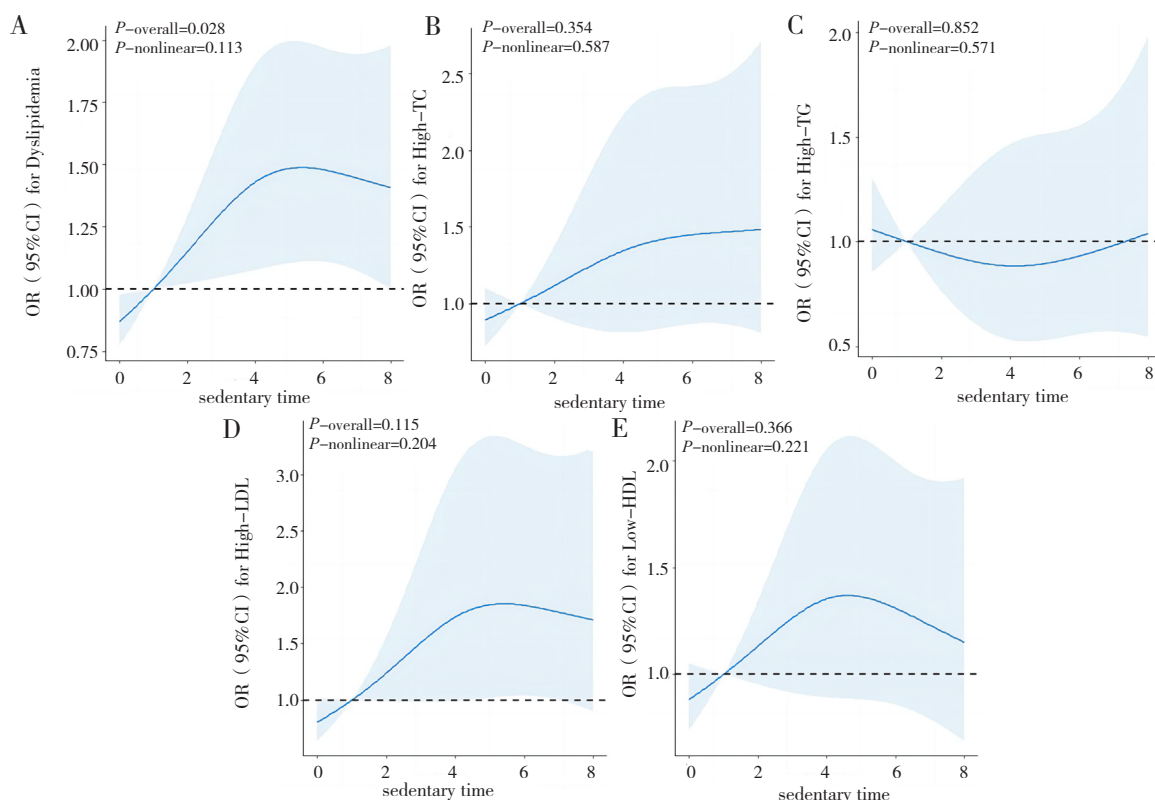 A
P−overall=0.028
P−nonlinear=0.113
OR （95%CI）for Dyslipidemia
2.00
1.75
1.50
1.25
1.00
0.75
0 2 4 6 8
sedentary time
B
P−overall=0.354
P−nonlinear=0.587
OR （95%CI）for High−TC
2.5
2.0
1.5
1.0
0 2 4 6 8
sedentary time
C
P−overall=0.852
P−nonlinear=0.571
OR （95%CI）for High−TG
2.0
1.5
1.0
0.5
0 2 4 6 8
sedentary time
D
P−overall=0.115
P−nonlinear=0.204
OR （95%CI）for High−LDL
3.0
2.5
2.0
1.5
1.0
0 2 4 6 8
sedentary time
E
P−overall=0.366
P−nonlinear=0.221
OR （95%CI）for Low−HDL
2.0
1.5
1.0
0 2 4 6 8
sedentary time